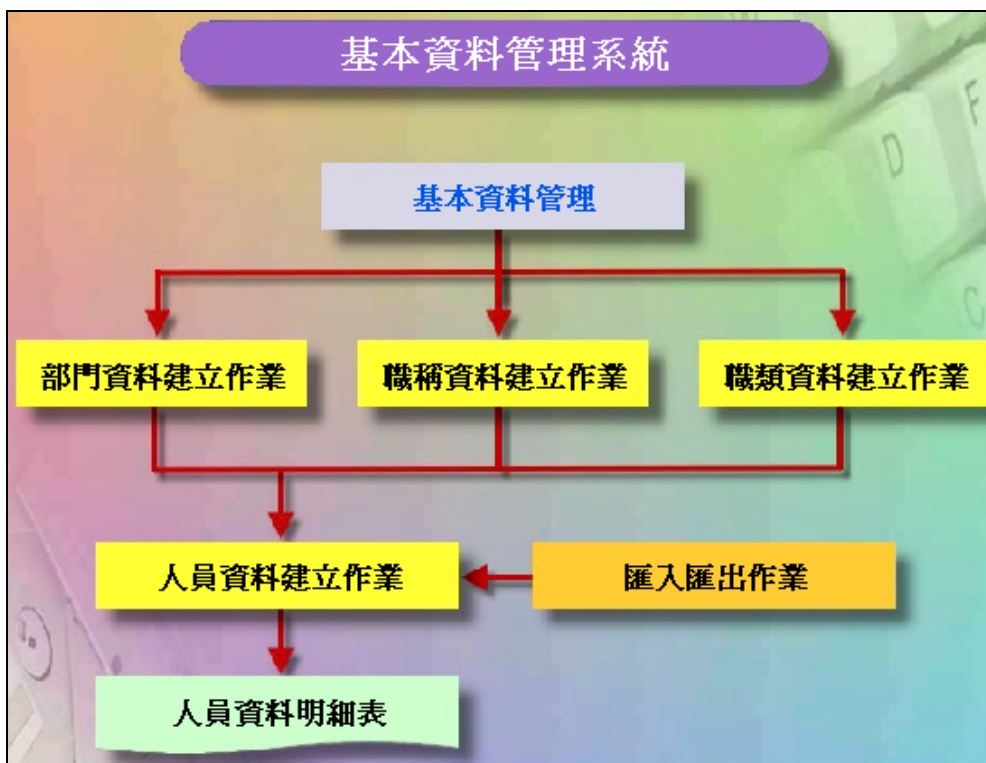 基本資料管理系統
基本資料管理
部門資料建立作業
職稱資料建立作業
職類資料建立作業
人員資料建立作業
匯入匯出作業
人員資料明細表
D
F
C